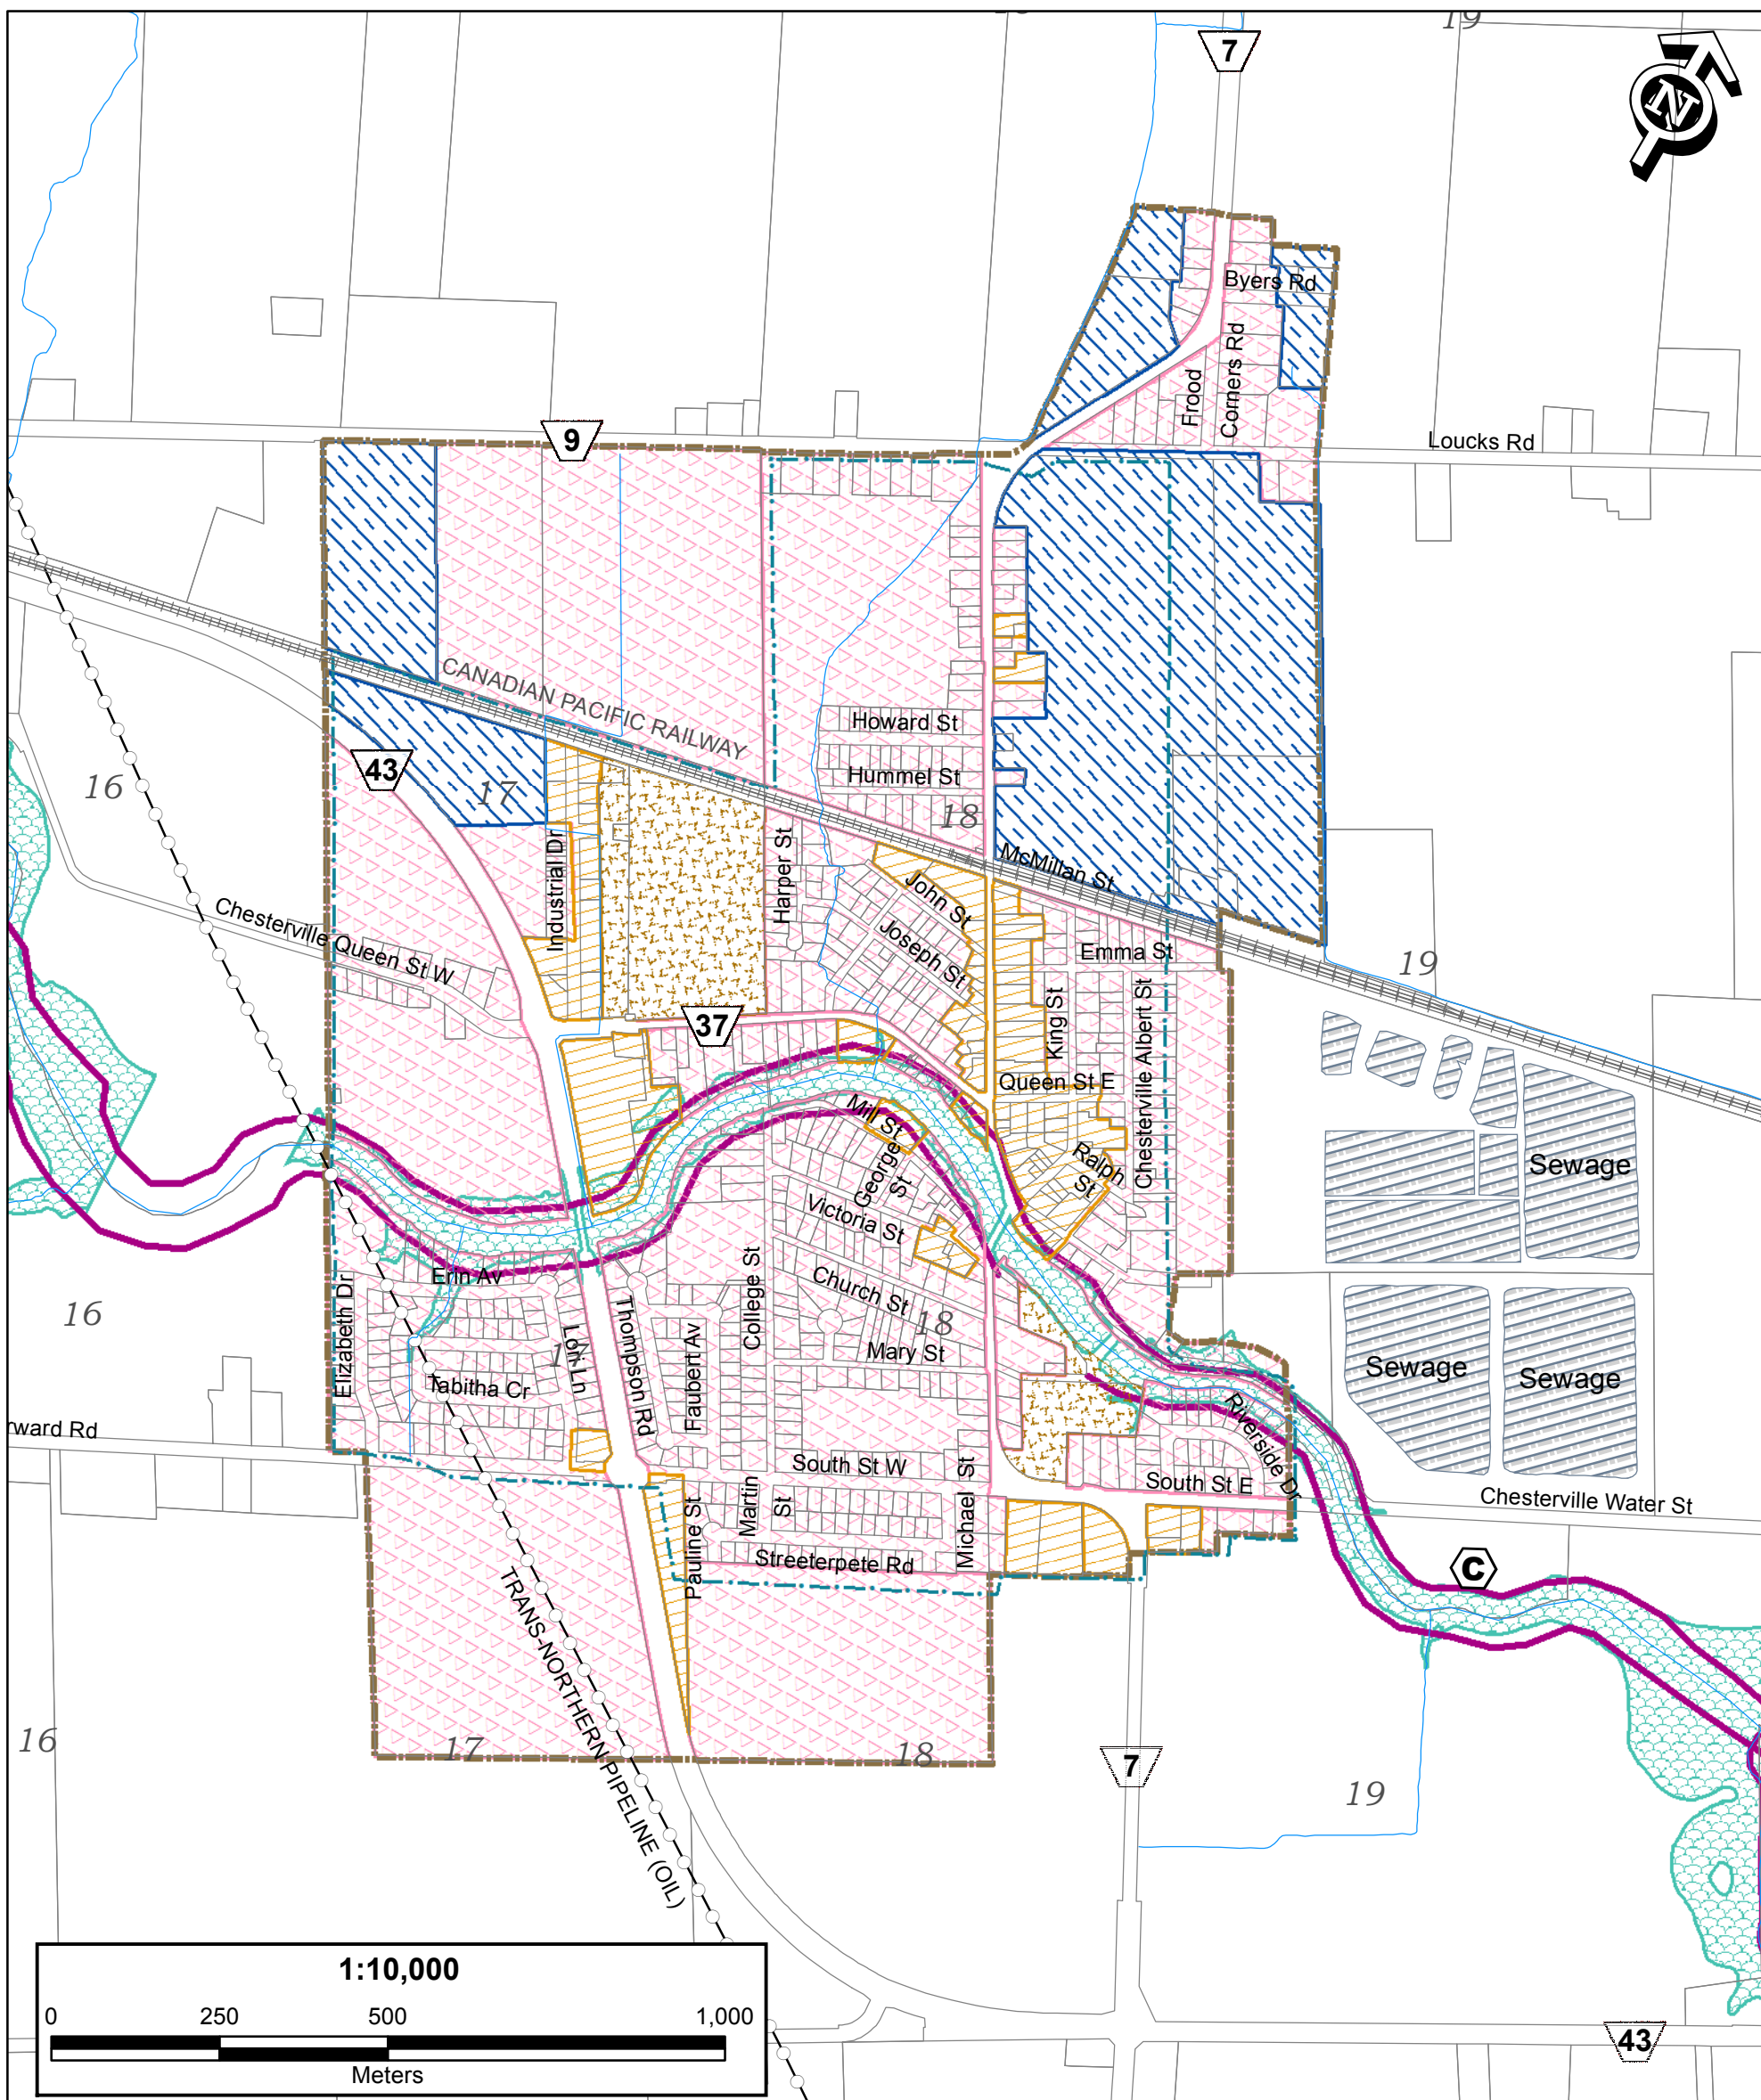 19
7
N
Byers Rd
Frood
Corners Rd
Loucks Rd
9
CANADIAN PACIFIC RAILWAY
Howard St
Hummel St
43
16
17
18
McMillan St
Industrial Dr
Harper St
John St
Joseph St
Chesterville Queen St W
Emma St
19
King St
Chesterville Albert St
37
Queen St E
Mill St
George
St
Ralph
St
Victoria St
Sewage
College St
Church St
Erin Av
Elizabeth Dr
16
Lori Ln
17
Thompson Rd
Faubert Av
18
Mary St
Sewage
Sewage
Tabitha Cr
rward Rd
Riverside Dr
South St W
South St E
Chesterville Water St
Martin
St
Michael St
Pauline St
Streeterpete Rd
C
TRANS-NORTHERN PIPELINE (OIL)
16
17
18
7
19
1:10,000
0 250 500 1,000
Meters
43